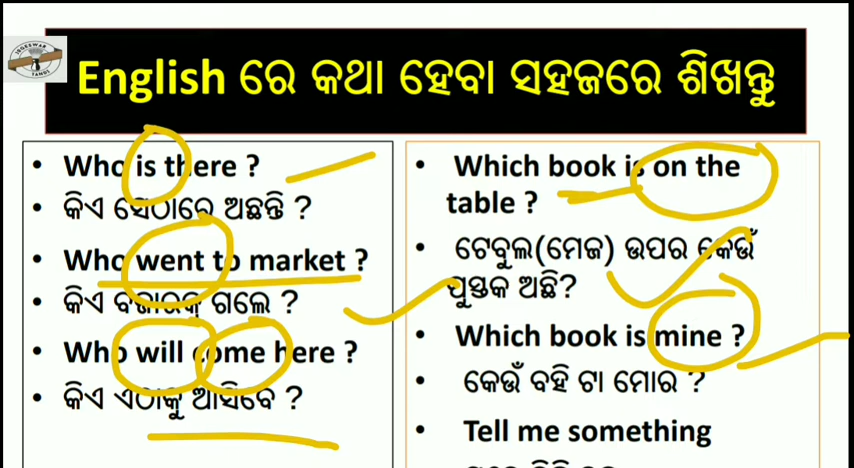 JOGESWAR
TANDI
English ରେ କଥା ହେବା ସହଜରେ ଶିଖନ୍ତୁ
• Who is there ?
• କିଏ ସେଠାରେ ଅଛନ୍ତି ?
• Who went to market ?
• କିଏ ବଜାରକୁ ଗଲେ ?
• Who will come here ?
• କିଏ ଏଠାକୁ ଆସିବେ ?
• Which book is on the
table ?
• ଟେବୁଲ(ମେଜ) ଉପର କେଉଁ
ପୁସ୍ତକ ଅଛି?
• Which book is mine ?
• କେଉଁ ବହି ଟା ମୋର ?
• Tell me something